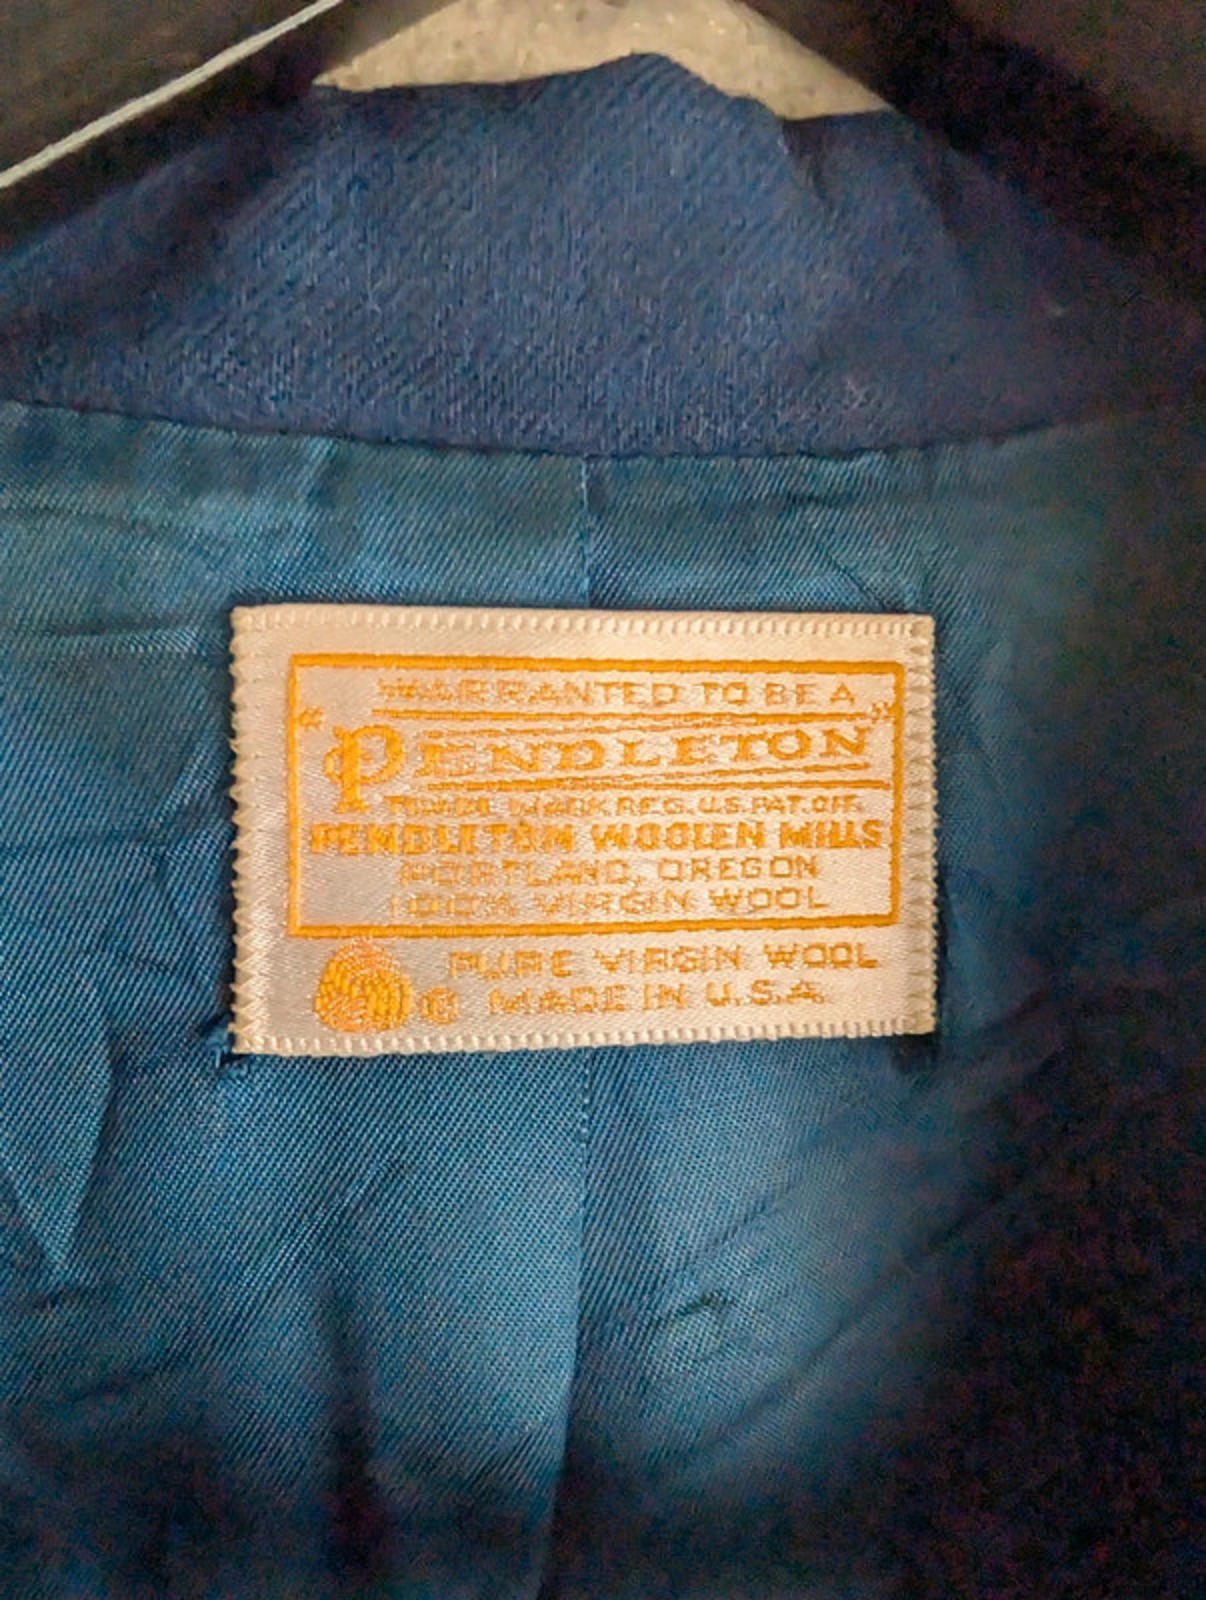 WARRANTED TO BE A
"PENDLETON"
TRADE MARK REG. U.S. PAT. OFF.
PENDLETON WOOLEN MILLS
PORTLAND, OREGON
100% VIRGIN WOOL
PURE VIRGIN WOOL
® MADE IN U.S.A.